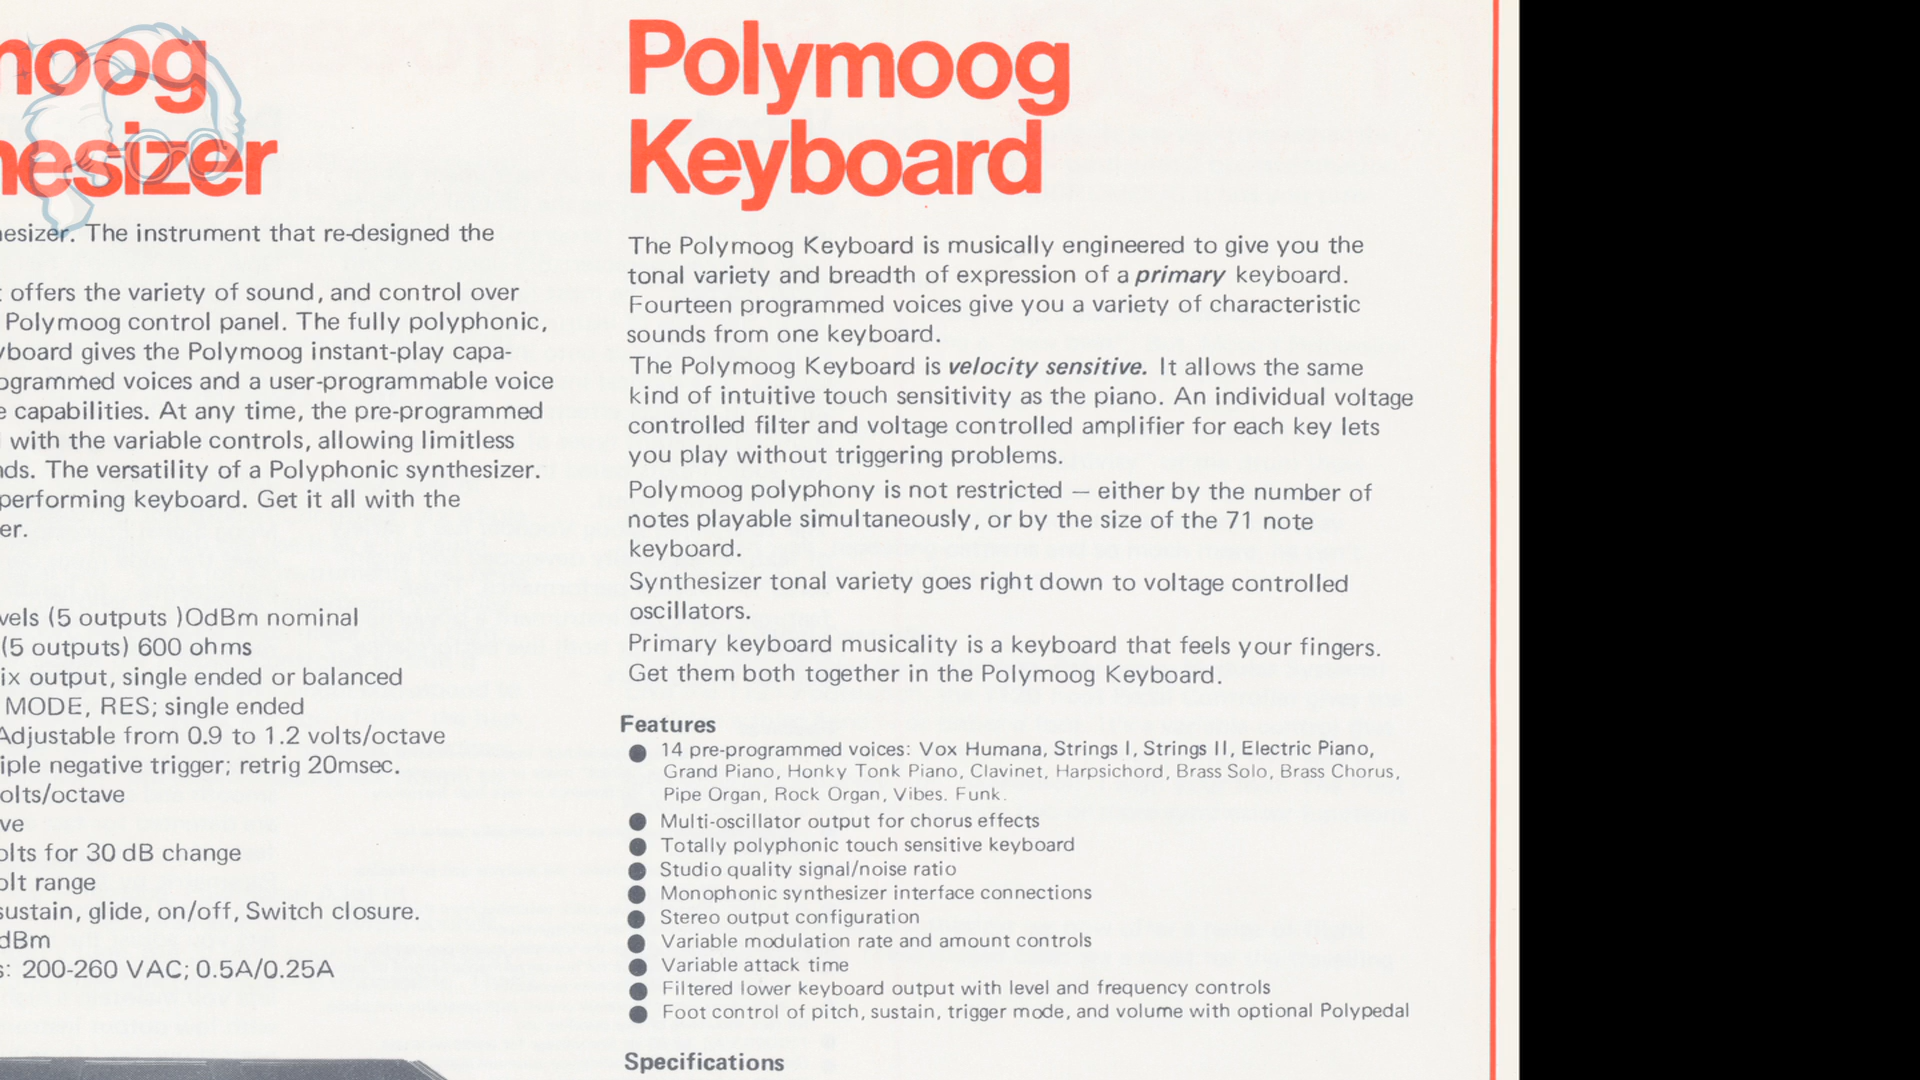 moog
hesizer
hesizer. The instrument that re-designed the
offers the variety of sound, and control over
Polymoog control panel. The fully polyphonic,
yboard gives the Polymoog instant-play capa-
ogrammed voices and a user-programmable voice
e capabilities. At any time, the pre-programmed
with the variable controls, allowing limitless
nds. The versatility of a Polyphonic synthesizer.
performing keyboard. Get it all with the
er.
vels (5 outputs )OdBm nominal
(5 outputs) 600 ohms
ix output, single ended or balanced
MODE, RES; single ended
Adjustable from 0.9 to 1.2 volts/octave
iple negative trigger; retrig 20msec.
olts/octave
ve
olts for 30 dB change
olt range
sustain, glide, on/off, Switch closure.
dBm
s: 200-260 VAC; 0.5A/0.25A
Polymoog
Keyboard
The Polymoog Keyboard is musically engineered to give you the
tonal variety and breadth of expression of a primary keyboard.
Fourteen programmed voices give you a variety of characteristic
sounds from one keyboard.
The Polymoog Keyboard is velocity sensitive. It allows the same
kind of intuitive touch sensitivity as the piano. An individual voltage
controlled filter and voltage controlled amplifier for each key lets
you play without triggering problems.
Polymoog polyphony is not restricted — either by the number of
notes playable simultaneously, or by the size of the 71 note
keyboard.
Synthesizer tonal variety goes right down to voltage controlled
oscillators.
Primary keyboard musicality is a keyboard that feels your fingers.
Get them both together in the Polymoog Keyboard.
Features
● 14 pre-programmed voices: Vox Humana, Strings I, Strings II, Electric Piano,
Grand Piano, Honky Tonk Piano, Clavinet, Harpsichord, Brass Solo, Brass Chorus,
Pipe Organ, Rock Organ, Vibes. Funk.
● Multi-oscillator output for chorus effects
● Totally polyphonic touch sensitive keyboard
● Studio quality signal/noise ratio
● Monophonic synthesizer interface connections
● Stereo output configuration
● Variable modulation rate and amount controls
● Variable attack time
● Filtered lower keyboard output with level and frequency controls
● Foot control of pitch, sustain, trigger mode, and volume with optional Polypedal
Specifications